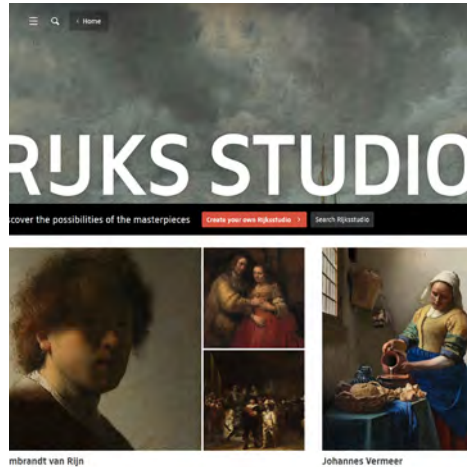 < Home
RIJKS STUDIO
scover the possibilities of the masterpieces Create your own Rijksstudio > Search Rijksstudio
mbrandt van Rijn Johannes Vermeer